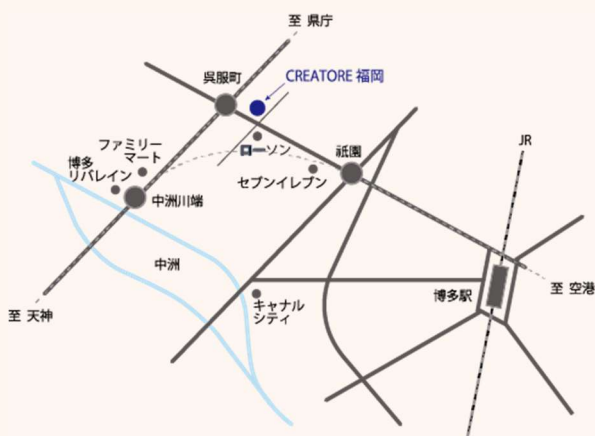 至 県庁
呉服町
CREATORE 福岡
ファミリー
マート
ローソン
祇園
JR
博多
リバレイン
セブンイレブン
中洲川端
中洲
博多駅
至 空港
キャナル
シティ
至 天神